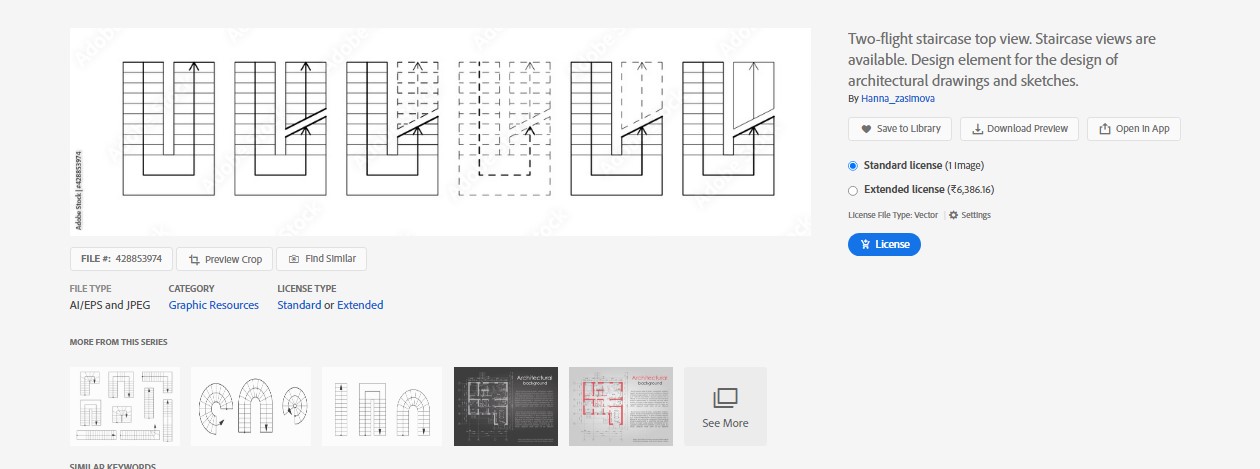 Adobe Stock | #428853974
Two-flight staircase top view. Staircase views are
available. Design element for the design of
architectural drawings and sketches.
By Hanna_zasimova
Save to Library
Download Preview
Open In App
Standard license (1 Image)
Extended license (₹6,386.16)
License File Type: Vector | Settings
License
FILE #: 428853974
Preview Crop
Find Similar
FILE TYPE
CATEGORY
LICENSE TYPE
AI/EPS and JPEG
Graphic Resources
Standard or Extended
MORE FROM THIS SERIES
Architectural
background
Architectural
background
See More
SIMILAR KEYWORDS